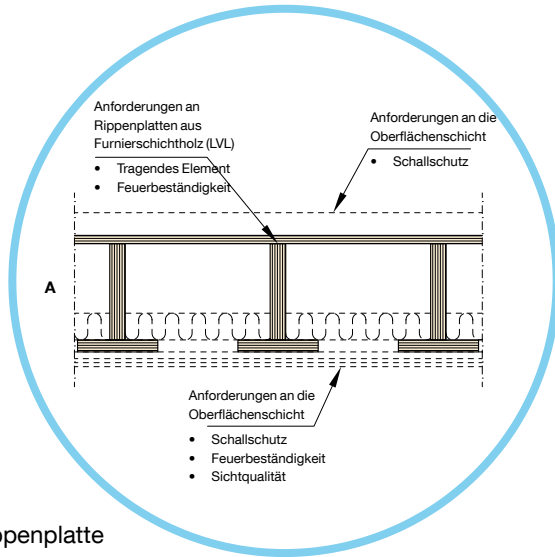 Anforderungen an
Rippenplatten aus
Furnierschichtholz (LVL)
• Tragendes Element
• Feuerbeständigkeit
Anforderungen an die
Oberflächenschicht
• Schallschutz
A
Anforderungen an die
Oberflächenschicht
• Schallschutz
• Feuerbeständigkeit
• Sichtqualität
ppenplatte